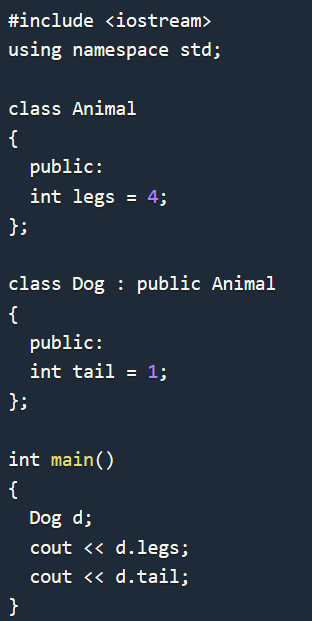 #include <iostream>
using namespace std;

class Animal
{
  public:
  int legs = 4;
};

class Dog : public Animal
{
  public:
  int tail = 1;
};

int main()
{
  Dog d;
  cout << d.legs;
  cout << d.tail;
}